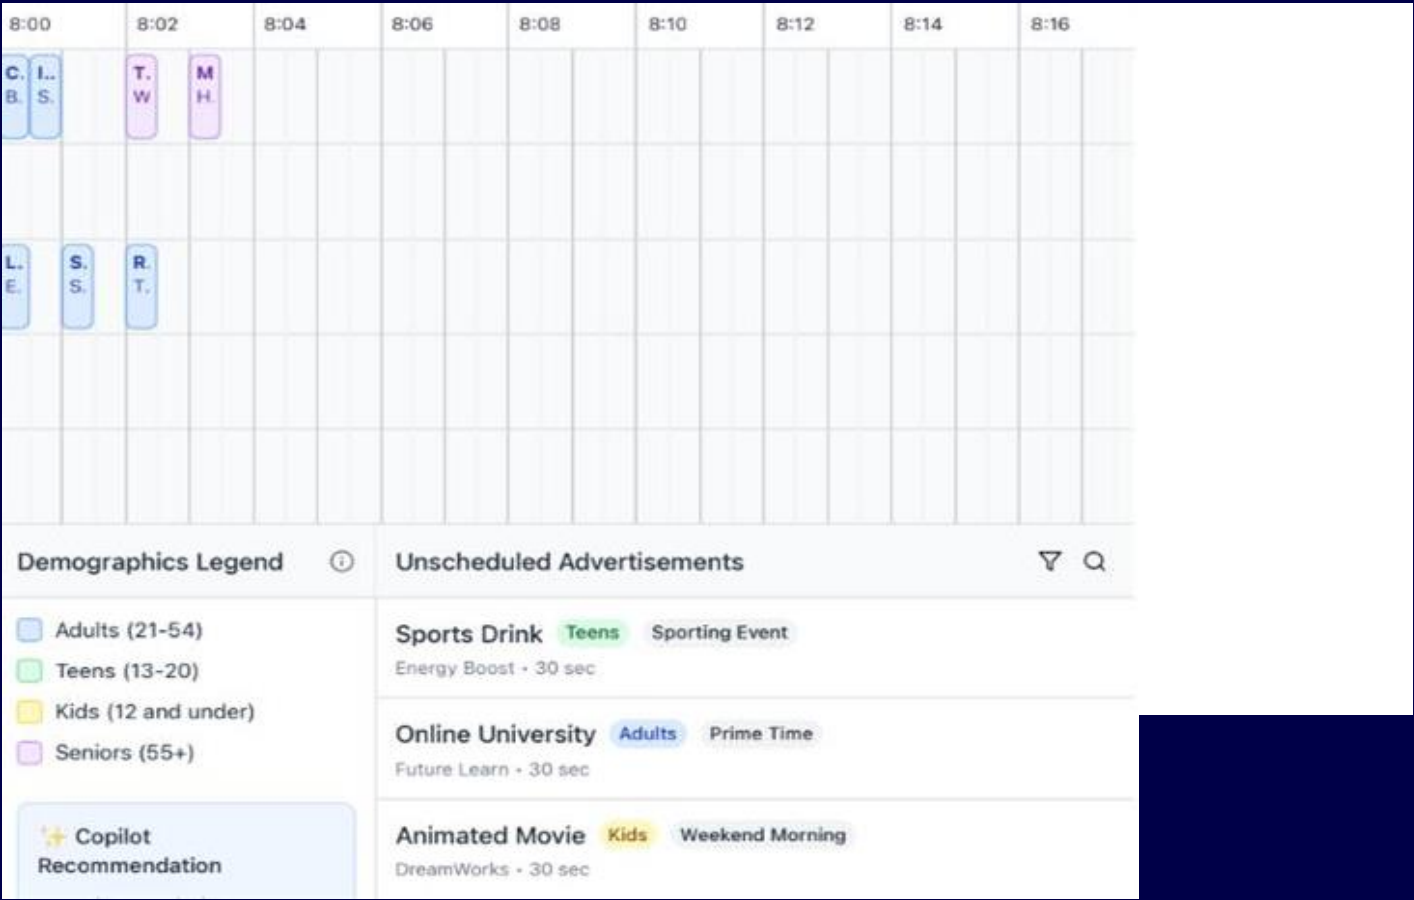 8:00 8:02 8:04 8:06 8:08 8:10 8:12 8:14 8:16
C. I.. T. M
B. S. W H.
L. S. R.
E. S. T.
Demographics Legend
Adults (21-54)
Teens (13-20)
Kids (12 and under)
Seniors (55+)
Copilot
Recommendation
Unscheduled Advertisements
Sports Drink Teens Sporting Event
Energy Boost • 30 sec
Online University Adults Prime Time
Future Learn • 30 sec
Animated Movie Kids Weekend Morning
DreamWorks • 30 sec